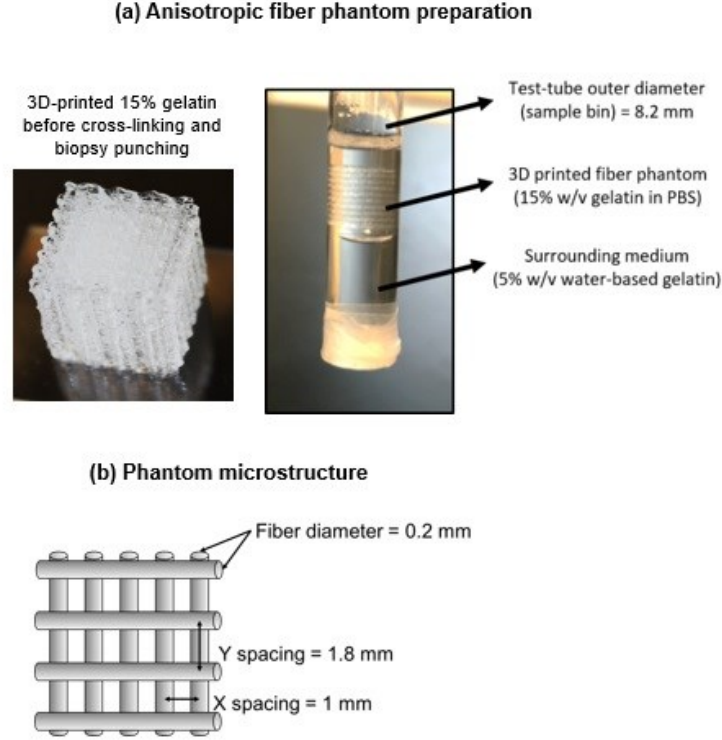 (a) Anisotropic fiber phantom preparation
3D-printed 15% gelatin
before cross-linking and
biopsy punching
Test-tube outer diameter
(sample bin) = 8.2 mm
3D printed fiber phantom
(15% w/v gelatin in PBS)
Surrounding medium
(5% w/v water-based gelatin)
(b) Phantom microstructure
Fiber diameter = 0.2 mm
Y spacing = 1.8 mm
X spacing = 1 mm